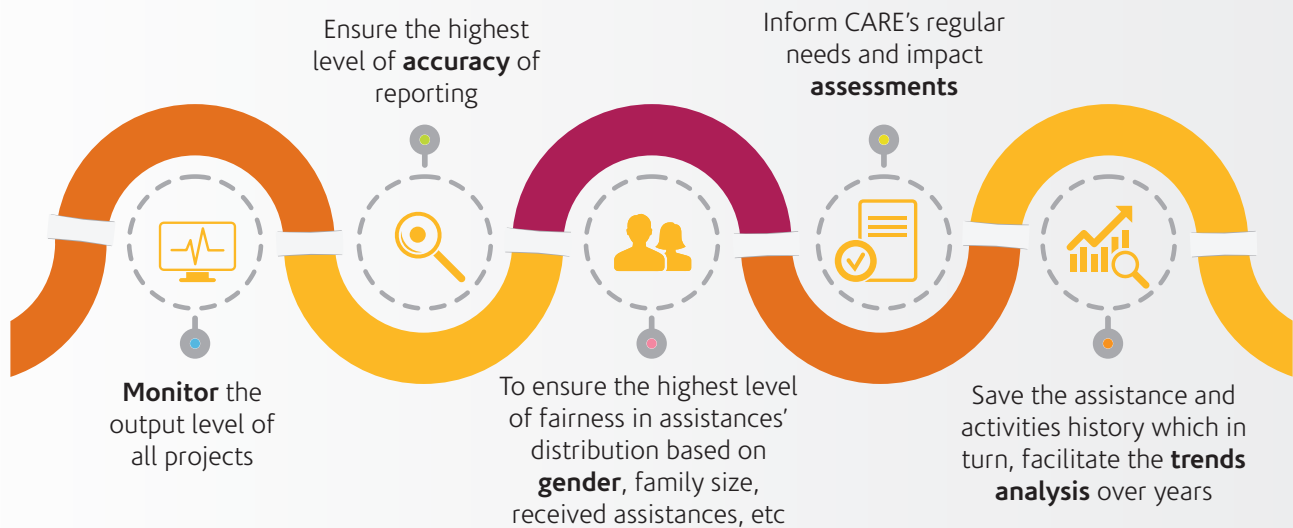 Monitor the
output level of
all projects
Ensure the highest
level of accuracy of
reporting
To ensure the highest level
of fairness in assistances’
distribution based on
gender, family size,
received assistances, etc
Inform CARE’s regular
needs and impact
assessments
Save the assistance and
activities history which in
turn, facilitate the trends
analysis over years